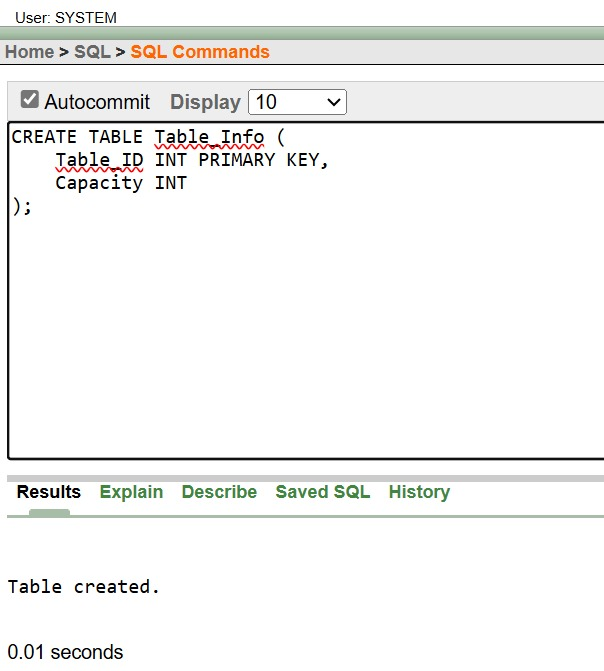 User: SYSTEM
Home > SQL > SQL Commands
Autocommit Display 10
CREATE TABLE Table_Info (
    Table_ID INT PRIMARY KEY,
    Capacity INT
);
Results Explain Describe Saved SQL History
Table created.
0.01 seconds